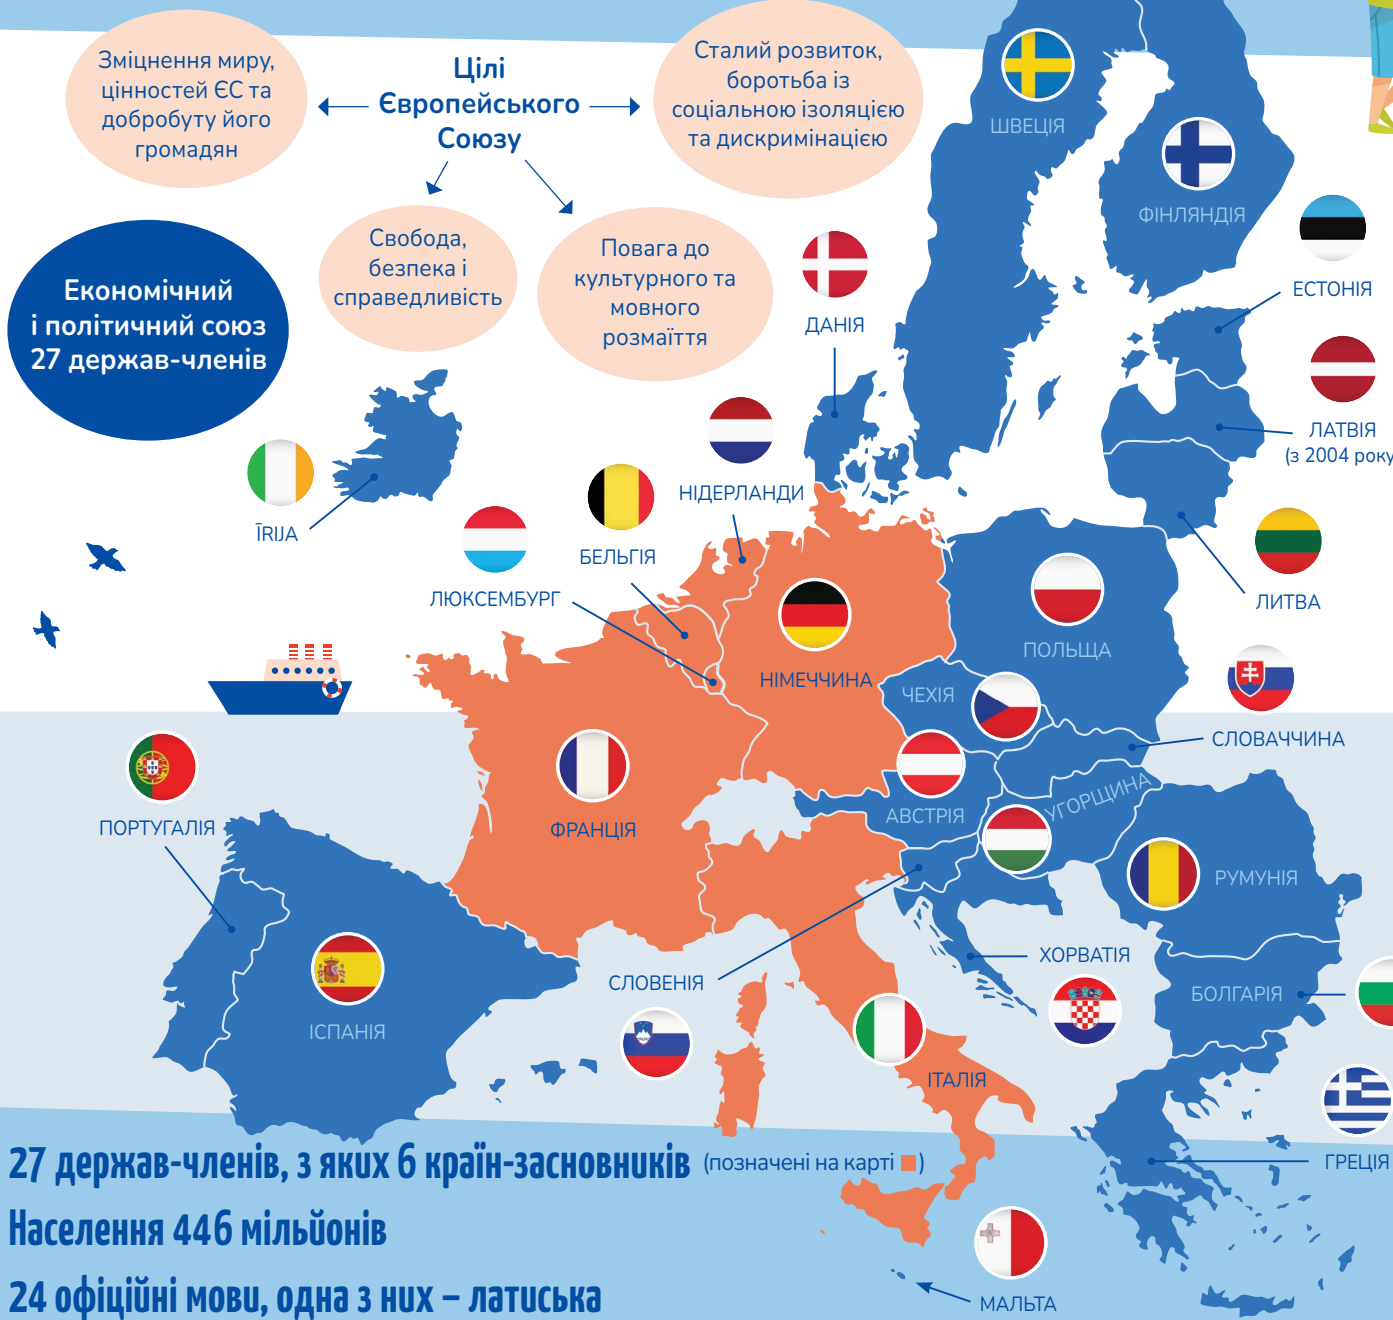 Зміцнення миру,
цінностей ЄС та
добробуту його
громадян
Цілі
Європейського
Союзу
Сталий розвиток,
боротьба із
соціальною ізоляцією
та дискримінацією
Свобода,
безпека і
справедливість
Повага до
культурного та
мовного
розмаїття
Економічний
і політичний союз
27 держав-членів
ШВЕЦІЯ
ФІНЛЯНДІЯ
ЕСТОНІЯ
ДАНІЯ
ЛАТВІЯ
(з 2004 року
НІДЕРЛАНДИ
ĪRIJA
БЕЛЬГІЯ
ЛЮКСЕМБУРГ
ЛИТВА
ПОЛЬЩА
НІМЕЧЧИНА
ЧЕХІЯ
СЛОВАЧЧИНА
УГОРЩИНА
АВСТРІЯ
ФРАНЦІЯ
ПОРТУГАЛІЯ
РУМУНІЯ
ХОРВАТІЯ
СЛОВЕНІЯ
БОЛГАРІЯ
ІСПАНІЯ
ІТАЛІЯ
ГРЕЦІЯ
МАЛЬТА
27 держав-членів, з яких 6 країн-засновників (позначені на карті )
Населення 446 мільйонів
24 офіційні мови, одна з них – латиська